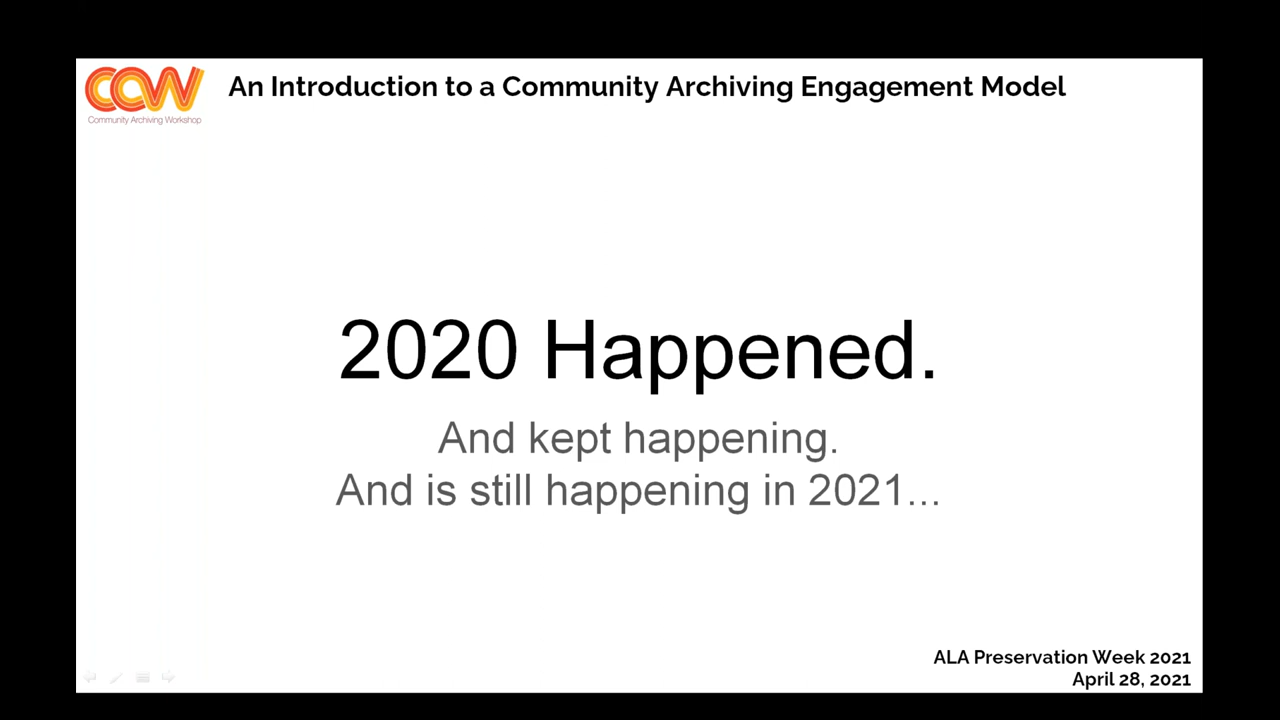 CAW
Community Archiving Workshop
An Introduction to a Community Archiving Engagement Model
2020 Happened.
And kept happening.
And is still happening in 2021...
ALA Preservation Week 2021
April 28, 2021